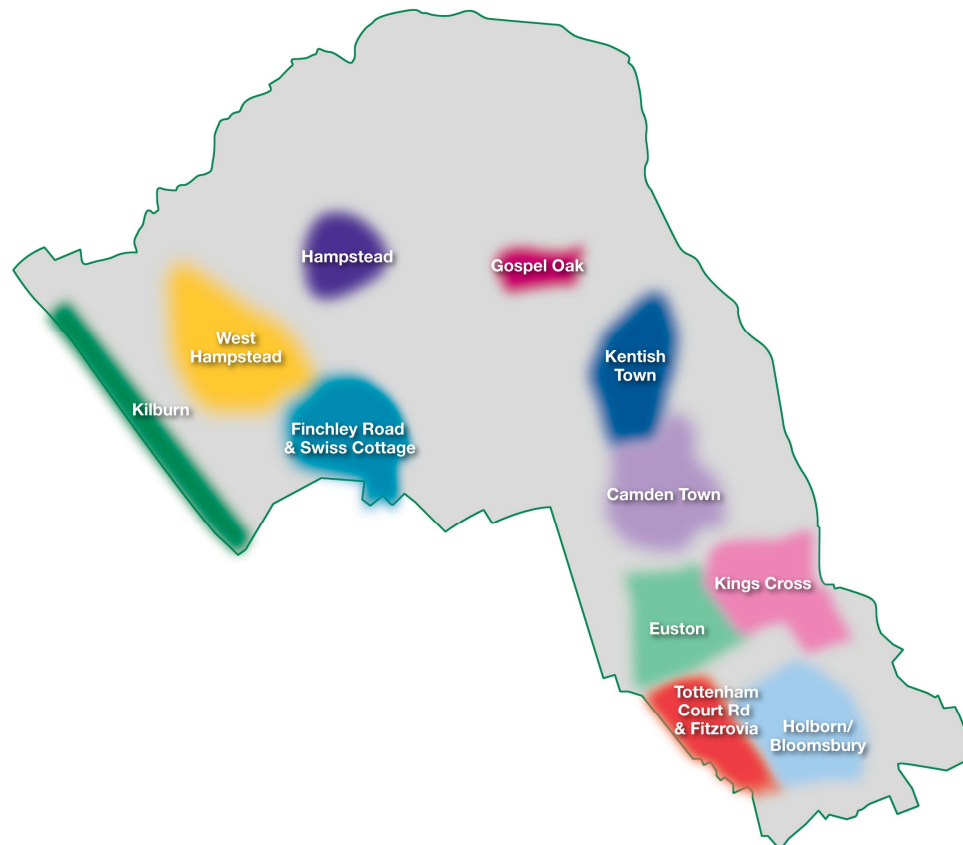 Hampstead
Gospel Oak
West
Hampstead
Kentish
Town
Kilburn
Finchley Road
& Swiss Cottage
Camden Town
Kings Cross
Euston
Tottenham
Court Rd
& Fitzrovia
Holborn/
Bloomsbury